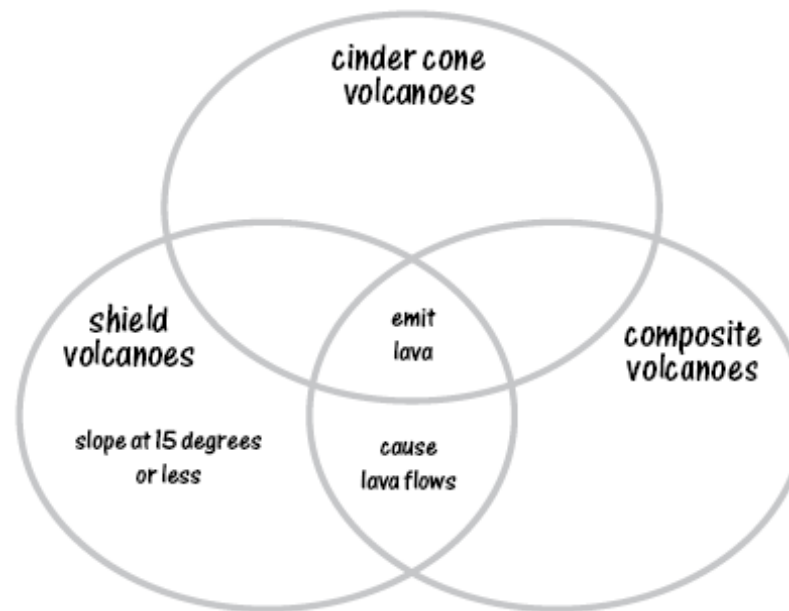 cinder cone
volcanoes
shield
volcanoes
emit
lava
composite
volcanoes
slope at 15 degrees
or less
cause
lava flows